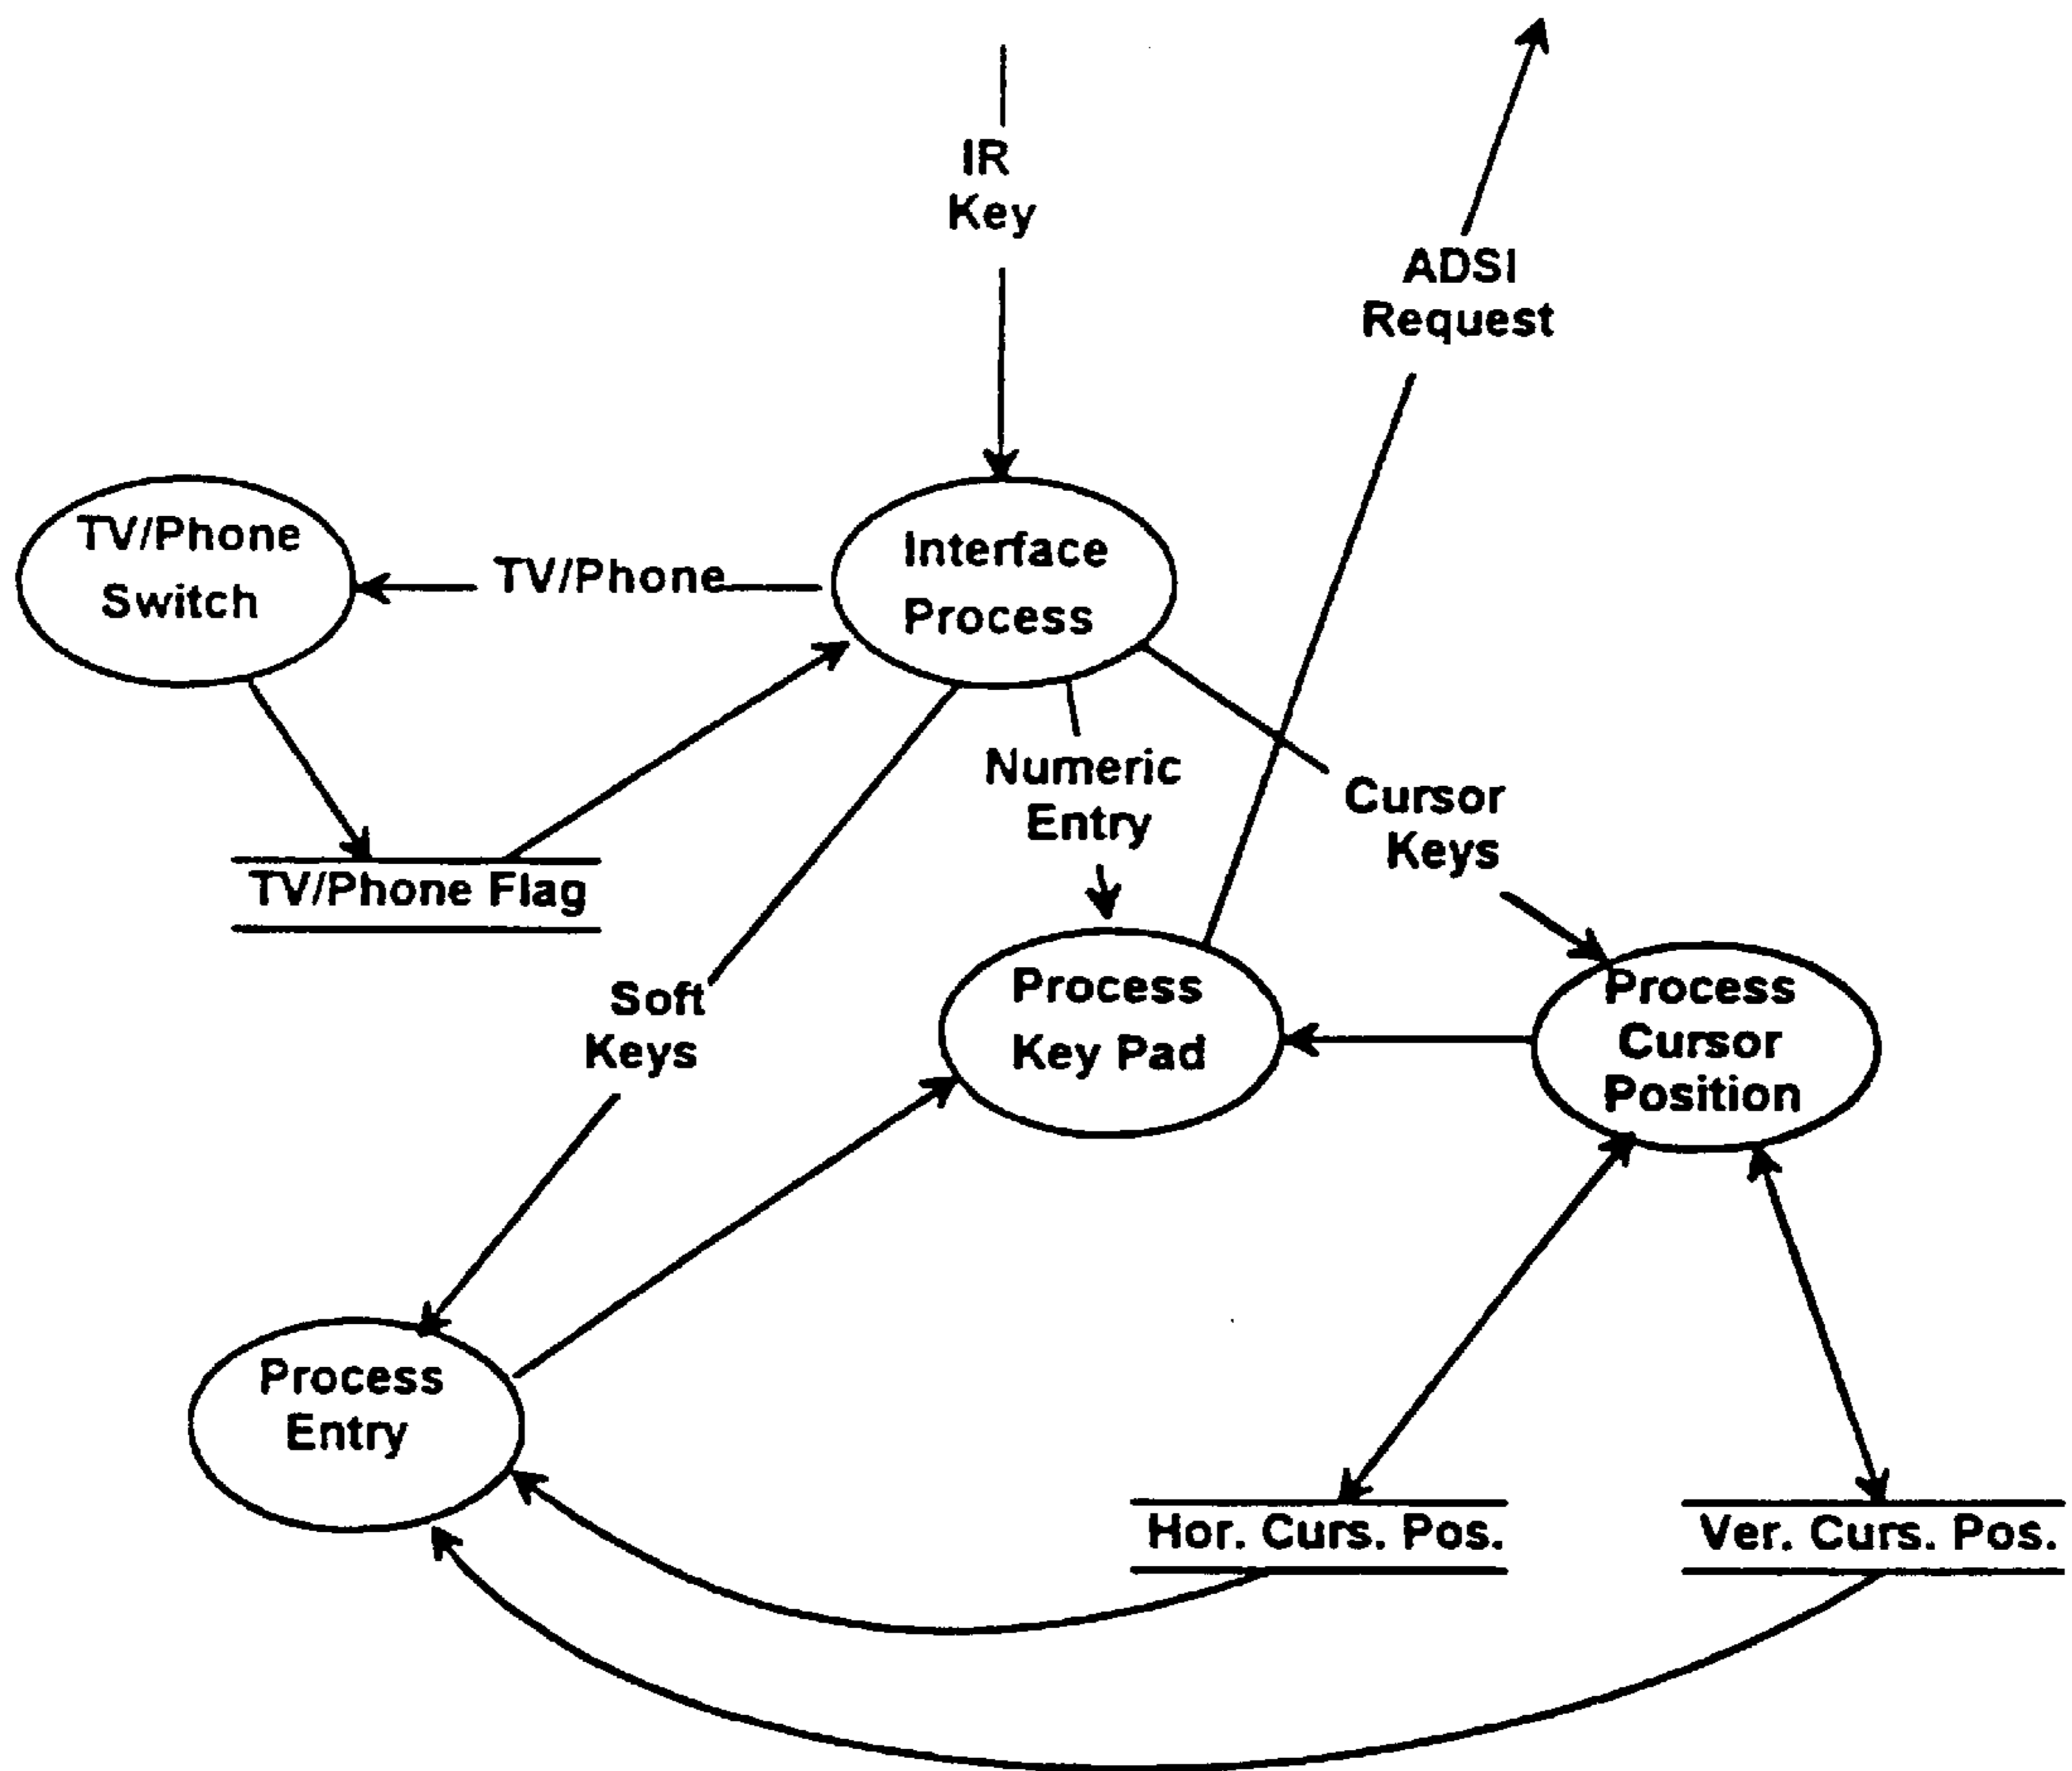 IR
Key
ADSI
Request
TV/Phone
Switch
TV/Phone
Interface
Process
Numeric
Entry
Cursor
Keys
TV/Phone Flag
Soft
Keys
Process
Key Pad
Process
Cursor
Position
Process
Entry
Hor. Curs. Pos.
Ver. Curs. Pos.